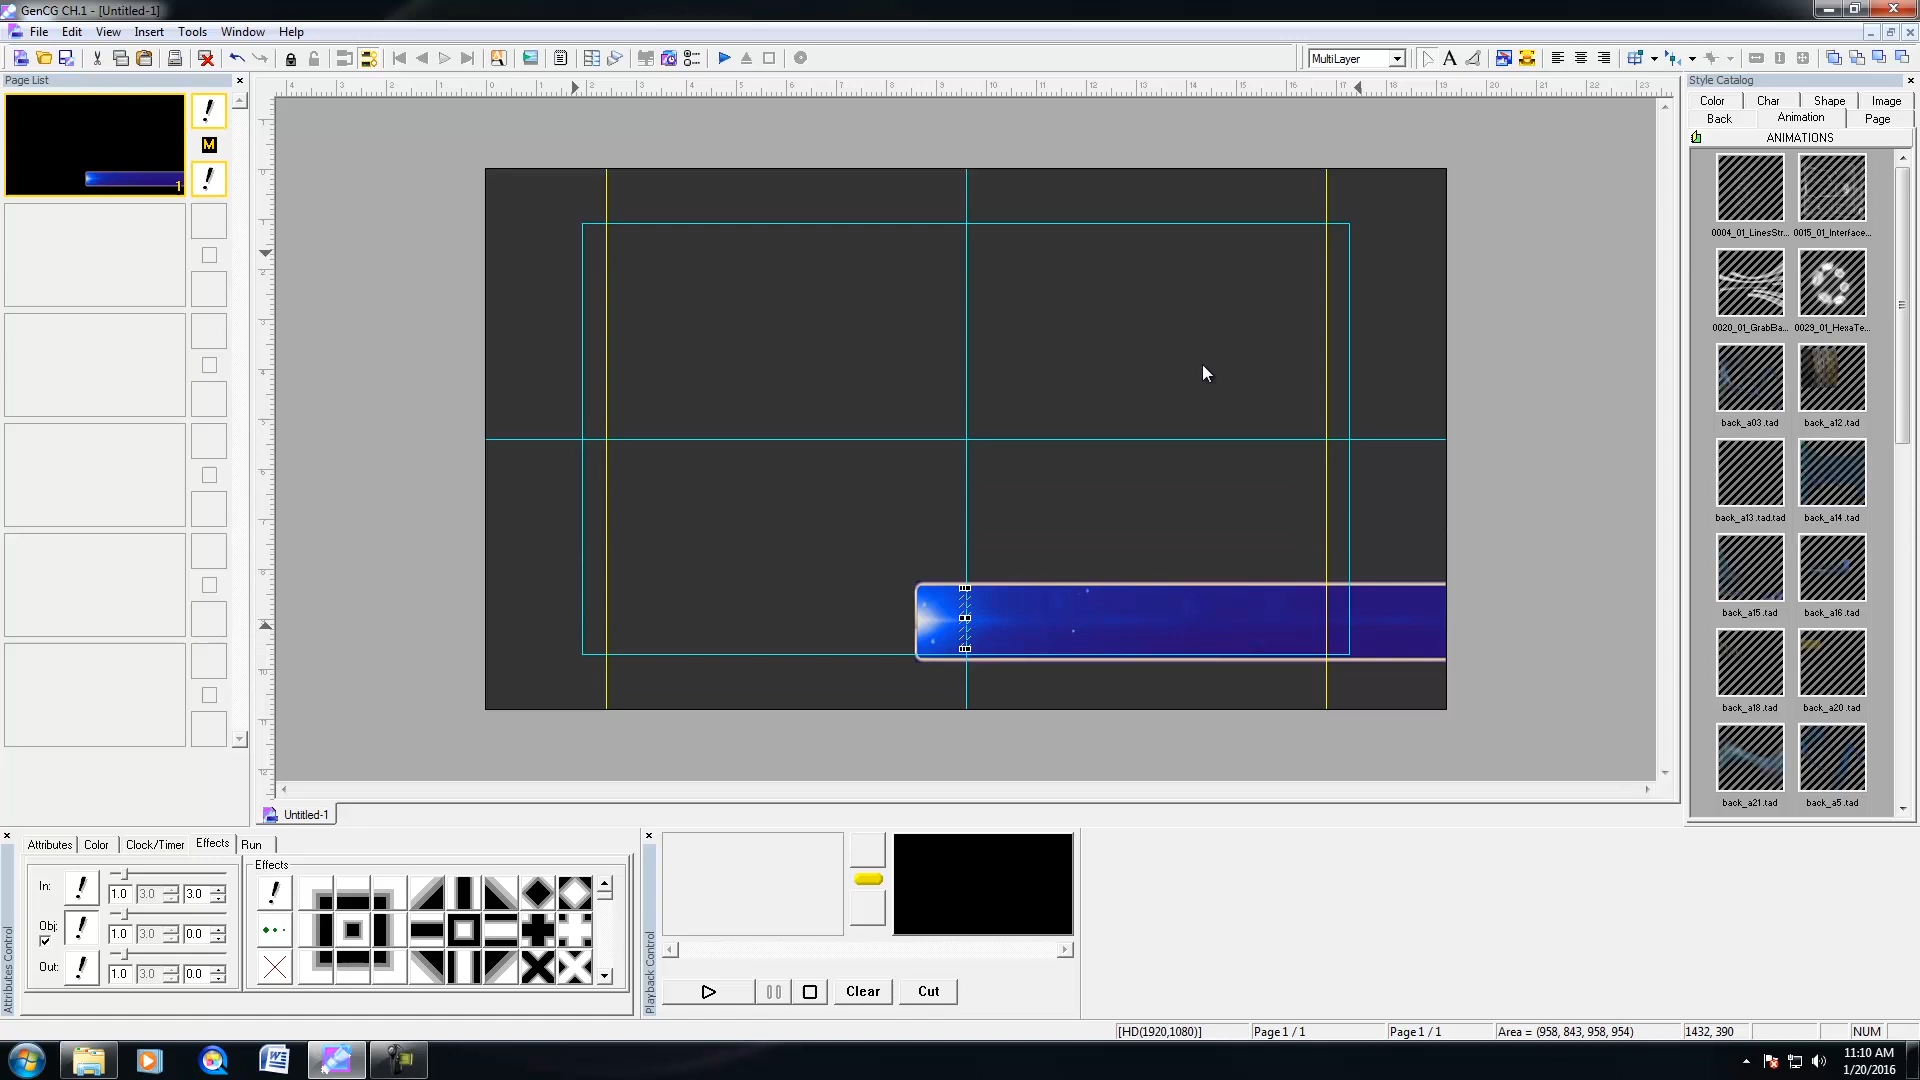 GenCG CH.1 - [Untitled-1]
File Edit View Insert Tools Window Help
MultiLayer
Page List
M
1
Style Catalog
Color Char Shape Image
Back Animation Page
ANIMATIONS
0004_01_LinesStr... 0015_01_Interface...
0020_01_GrabBa... 0029_01_HexaTe...
back_a03.tad back_a12.tad
back_a13.tad.tad back_a14.tad
back_a15.tad back_a16.tad
back_a18.tad back_a20.tad
back_a21.tad back_a5.tad
Untitled-1
Attributes Color Clock/Timer Effects Run
Effects
In: 1.0 3.0 3.0
Obj: 1.0 3.0 0.0
Out: 1.0 3.0 0.0
Attributes Control
Playback Control
Clear Cut
[HD(1920,1080)] Page 1 / 1 Page 1 / 1 Area = (958, 843, 958, 954) 1432, 390 NUM
11:10 AM
1/20/2016